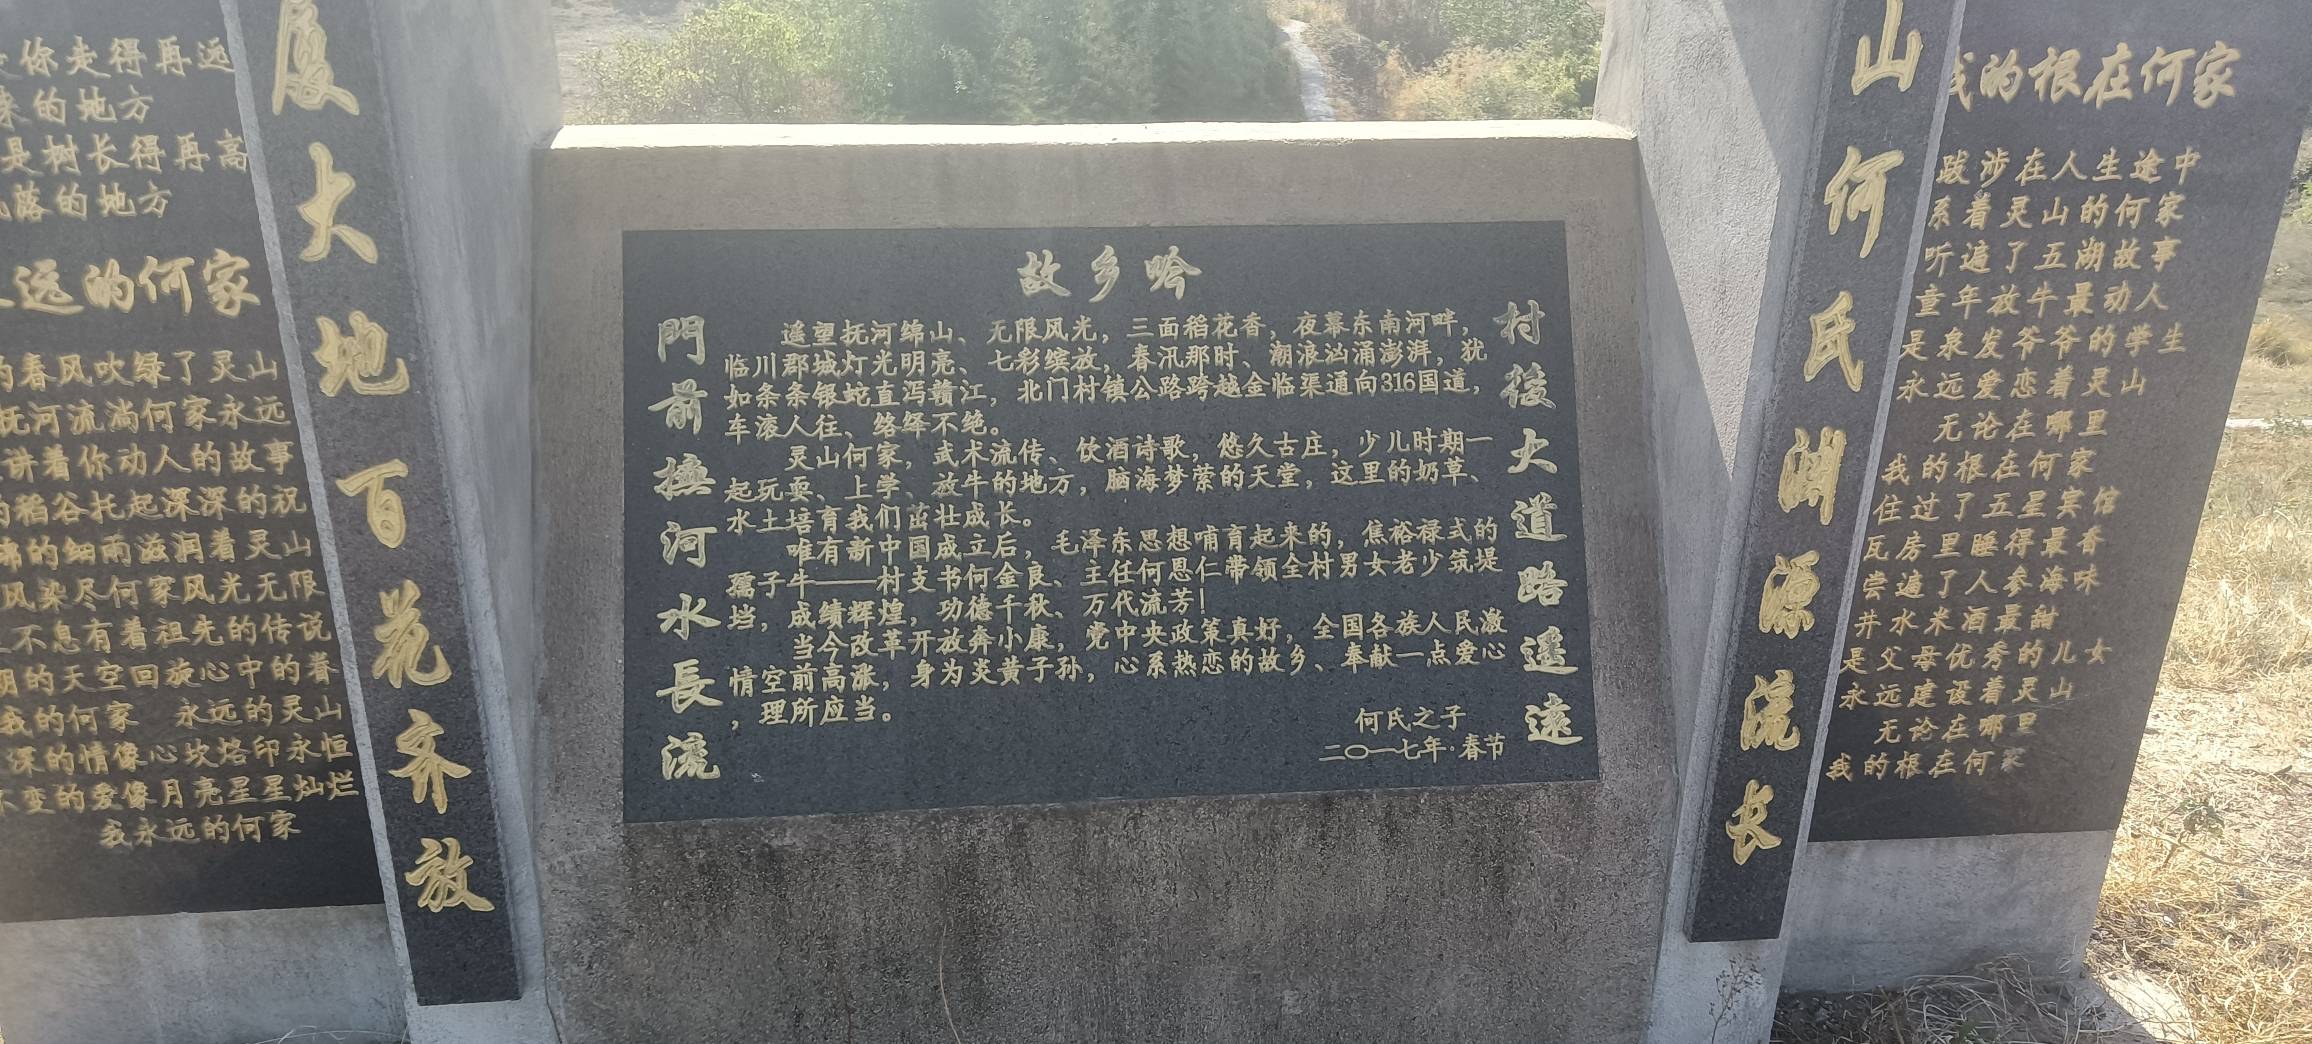 是你走得再远
来的地方
是树长得再高
落的地方
远的何家
的春风吹绿了灵山
抚河流淌何家永远
讲着你动人的故事
的稻谷托起深深的祝
绵的细雨滋润着灵山
风染尽何家风光无限
不息有着祖先的传说
的天空回旋心中的眷
我的何家 永远的灵山
深的情像心坎烙印永恒
不变的爱像月亮星星灿烂
我永远的何家
厦大地百花齐放
故乡吟
門前撫河水長流
遥望抚河绵山、无限风光，三面稻花香，夜幕东南河畔，
临川郡城灯光明亮、七彩缤放，春汛那时、潮浪汹涌澎湃，犹
如条条银蛇直泻赣江，北门村镇公路跨越金临渠通向316国道，
车滚人往、络绎不绝。
灵山何家，武术流传、饮酒诗歌，悠久古庄，少儿时期一
起玩耍、上学、放牛的地方，脑海梦萦的天堂，这里的奶草、
水土培育我们茁壮成长。
唯有新中国成立后，毛泽东思想哺育起来的，焦裕禄式的
孺子牛——村支书何金良、主任何恩仁带领全村男女老少筑堤
垱，成绩辉煌，功德千秋、万代流芳！
当今改革开放奔小康，党中央政策真好，全国各族人民激
情空前高涨，身为炎黄子孙，心系热恋的故乡、奉献一点爱心
，理所应当。
何氏之子
二〇一七年·春节
村後大道路遥遠
山何氏渊源流长
我的根在何家
跋涉在人生途中
系着灵山的何家
听遍了五湖故事
童年放牛最动人
是泉发爷爷的学生
永远爱恋着灵山
无论在哪里
我的根在何家
住过了五星宾馆
瓦房里睡得最香
尝遍了人参海味
井水米酒最甜
是父母优秀的儿女
永远建设着灵山
无论在哪里
我的根在何家